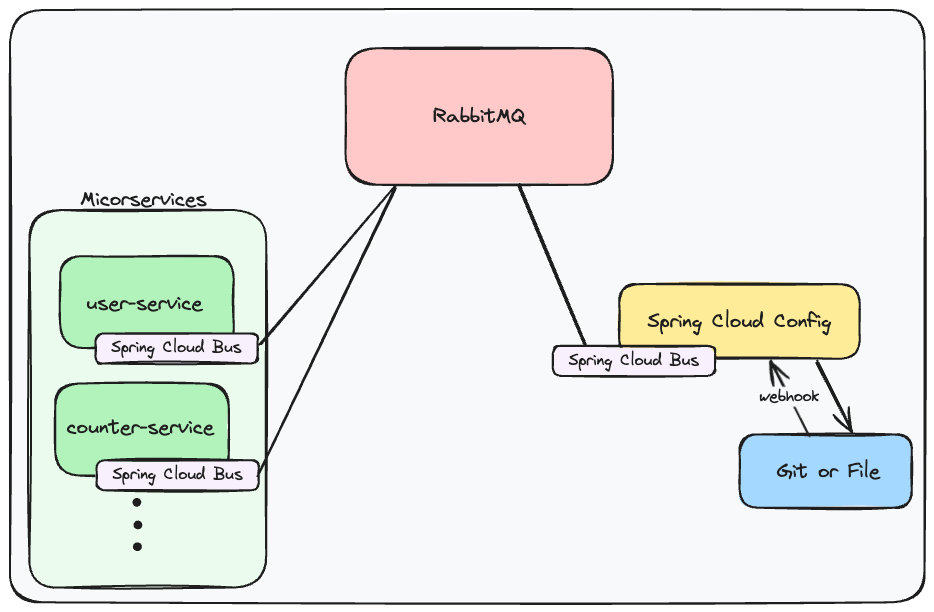 RabbitMQ
Micorservices
user-service
Spring Cloud Bus
counter-service
Spring Cloud Bus
Spring Cloud Config
Spring Cloud Bus
webhook
Git or File